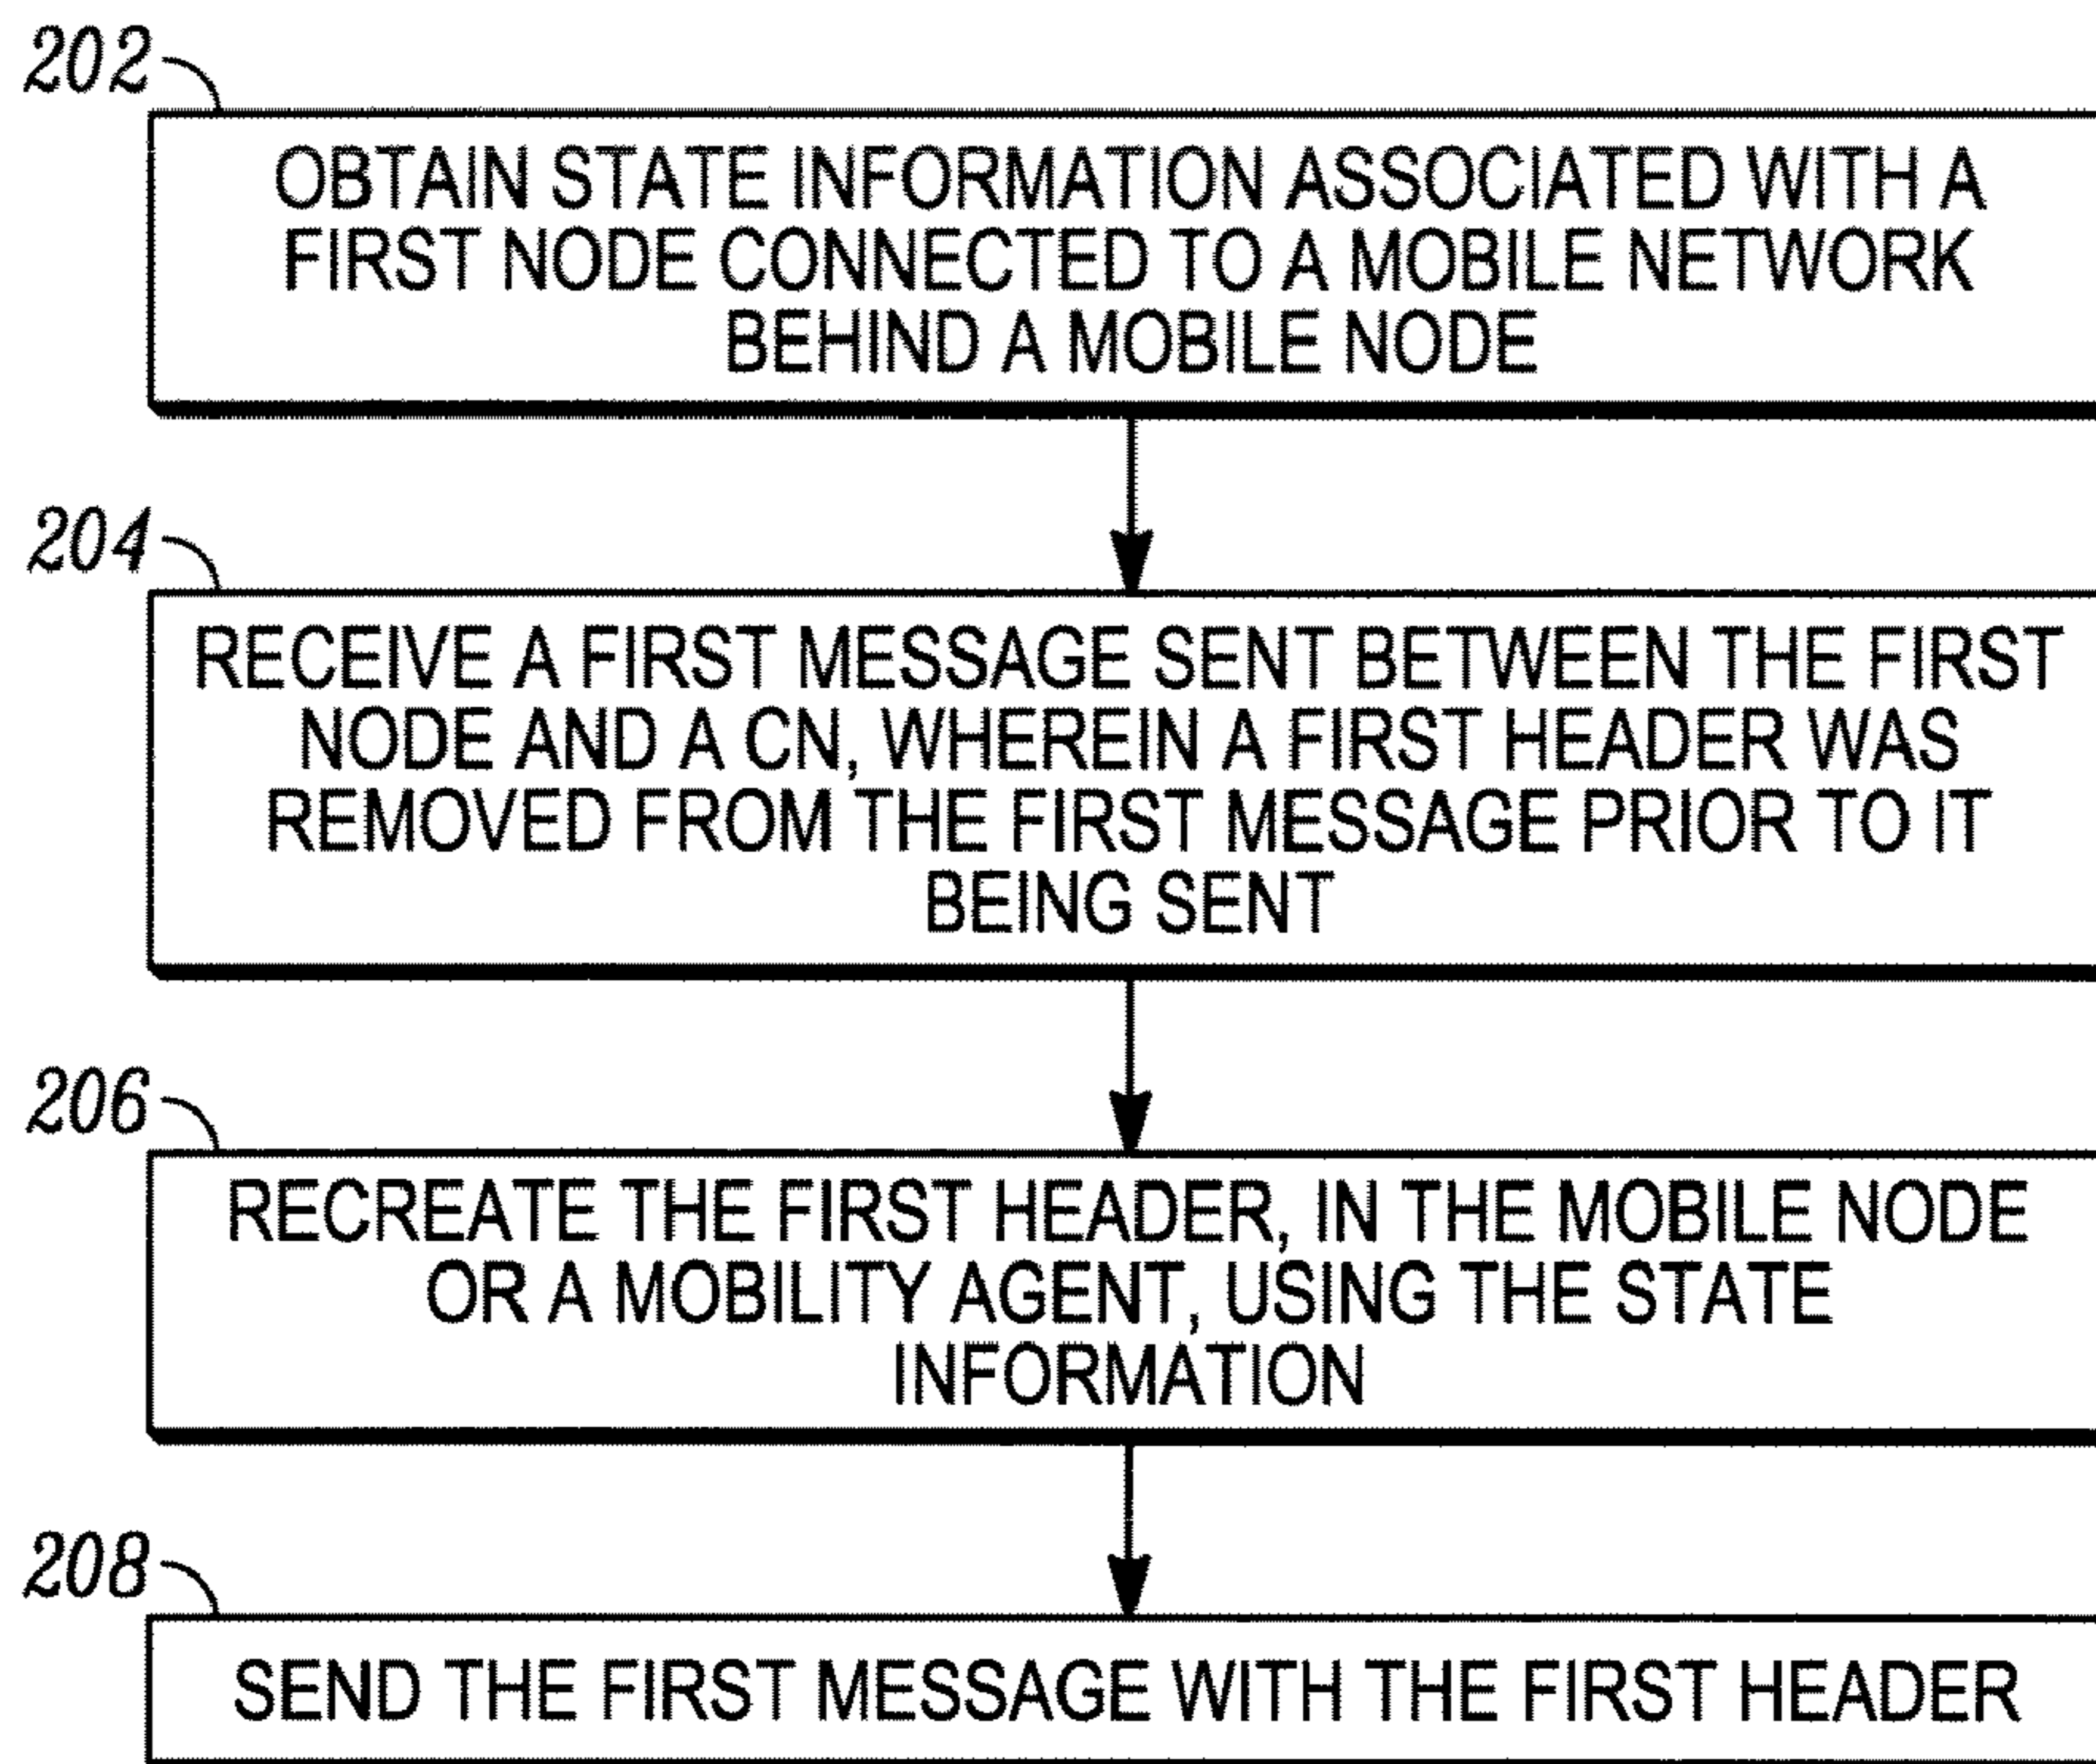 202
OBTAIN STATE INFORMATION ASSOCIATED WITH A
FIRST NODE CONNECTED TO A MOBILE NETWORK
BEHIND A MOBILE NODE
204
RECEIVE A FIRST MESSAGE SENT BETWEEN THE FIRST
NODE AND A CN, WHEREIN A FIRST HEADER WAS
REMOVED FROM THE FIRST MESSAGE PRIOR TO IT
BEING SENT
206
RECREATE THE FIRST HEADER, IN THE MOBILE NODE
OR A MOBILITY AGENT, USING THE STATE
INFORMATION
208
SEND THE FIRST MESSAGE WITH THE FIRST HEADER